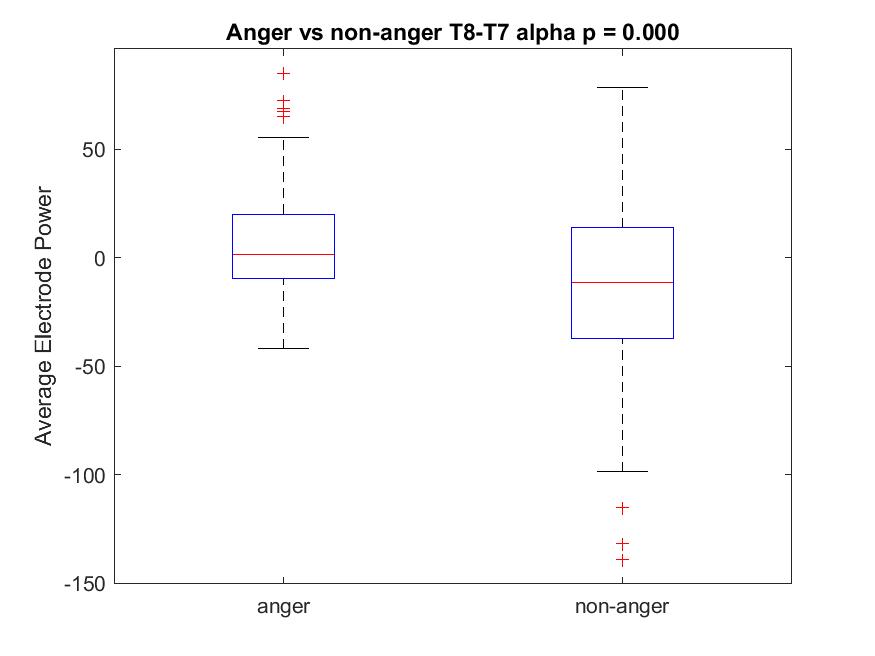 Anger vs non-anger T8-T7 alpha p = 0.000
Average Electrode Power
50
0
-50
-100
-150
anger
non-anger